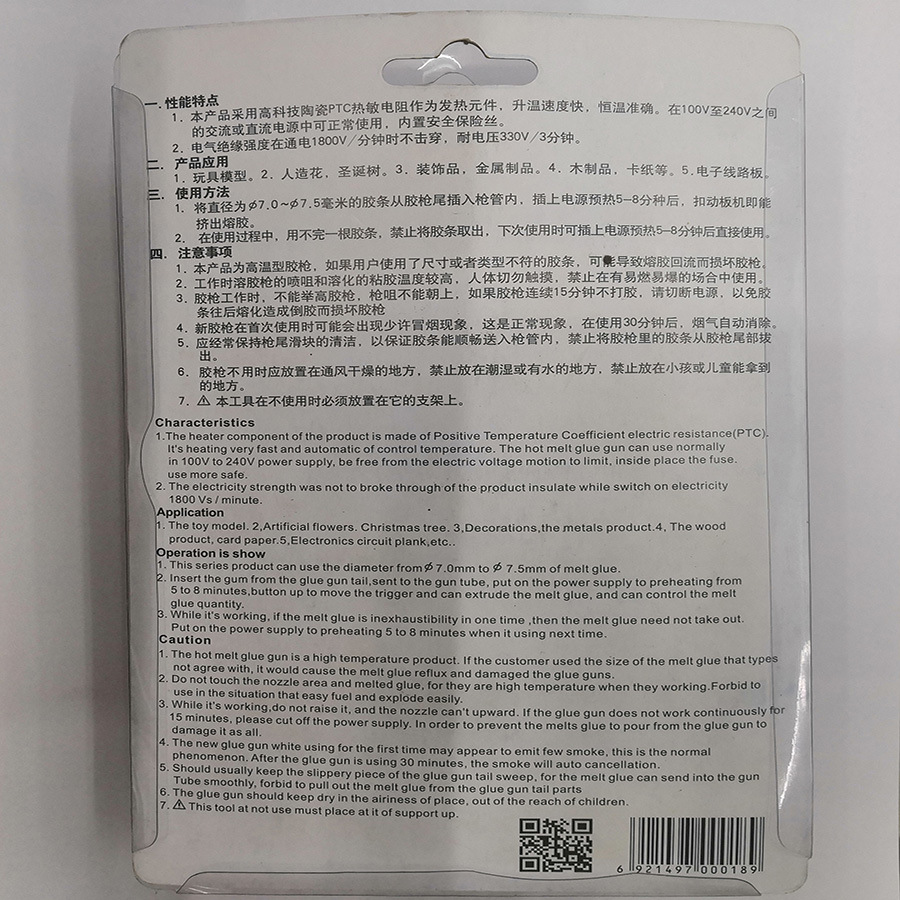 一. 性能特点
1. 本产品采用高科技陶瓷PTC热敏电阻作为发热元件，升温速度快，恒温准确。在100V至240V之间
的交流或直流电源中可正常使用，内置安全保险丝。
2. 电气绝缘强度在通电1800V／分钟时不击穿，耐电压330V/3分钟。
二. 产品应用
1. 玩具模型。2. 人造花，圣诞树。3. 装饰品，金属制品。4. 木制品，卡纸等。5.电子线路板。
三. 使用方法
1. 将直径为φ7.0~φ7.5毫米的胶条从胶枪尾插入枪管内，插上电源预热5-8分种后，扣动板机即能
挤出熔胶。
2. 在使用过程中，用不完一根胶条，禁止将胶条取出，下次使用时可插上电源预热5-8分钟后直接使用。
四. 注意事项
1. 本产品为高温型胶枪，如果用户使用了尺寸或者类型不符的胶条，可能导致熔胶回流而损坏胶枪。
2. 工作时溶胶枪的喷咀和溶化的粘胶温度较高，人体切勿触摸，禁止在有易燃易爆的场合中使用。
3. 胶枪工作时，不能举高胶枪，枪咀不能朝上，如果胶枪连续15分钟不打胶，请切断电源，以免胶
条往后熔化造成倒胶而损坏胶枪
4. 新胶枪在首次使用时可能会出现少许冒烟现象，这是正常现象，在使用30分钟后，烟气自动消除。
5. 应经常保持枪尾滑块的清洁，以保证胶条能顺畅送入枪管内，禁止将胶枪里的胶条从胶枪尾部拔
出。
6. 胶枪不用时应放置在通风干燥的地方，禁止放在潮湿或有水的地方，禁止放在小孩或儿童能拿到
的地方。
7. ⚠ 本工具在不使用时必须放置在它的支架上。
Characteristics
1.The heater component of the product is made of Positive Temperature Coefficient electric resistance(PTC).
It's heating very fast and automatic of control temperature. The hot melt glue gun can use normally
in 100V to 240V power supply, be free from the electric voltage motion to limit, inside place the fuse.
use more safe.
2. The electricity strength was not to broke through of the product insulate while switch on electricity
1800 Vs / minute.
Application
1. The toy model. 2,Artificial flowers. Christmas tree. 3,Decorations,the metals product.4, The wood
product, card paper.5,Electronics circuit plank,etc..
Operation is show
1. This series product can use the diameter from φ 7.0mm to φ 7.5mm of melt glue.
2. Insert the gum from the glue gun tail,sent to the gun tube, put on the power supply to preheating from
5 to 8 minutes,button up to move the trigger and can extrude the melt glue, and can control the melt
glue quantity.
3. While it's working, if the melt glue is inexhaustibility in one time ,then the melt glue need not take out.
Put on the power supply to preheating 5 to 8 minutes when it using next time.
Caution
1. The hot melt glue gun is a high temperature product. If the customer used the size of the melt glue that types
not agree with, it would cause the melt glue reflux and damaged the glue guns.
2. Do not touch the nozzle area and melted glue, for they are high temperature when they working.Forbid to
use in the situation that easy fuel and explode easily.
3. While it's working,do not raise it, and the nozzle can't upward. If the glue gun does not work continuously for
15 minutes, please cut off the power supply. In order to prevent the melts glue to pour from the glue gun to
damage it as all.
4. The new glue gun white using for the first time may appear to emit few smoke, this is the normal
phenomenon. After the glue gun is using 30 minutes, the smoke will auto cancellation.
5. Should usually keep the slippery piece of the glue gun tail sweep, for the melt glue can send into the gun
Tube smoothly, forbid to pull out the melt glue from the glue gun tail parts
6. The glue gun should keep dry in the airiness of place, out of the reach of children.
7. ⚠ This tool at not use must place at it of support up.
6 921497 000189